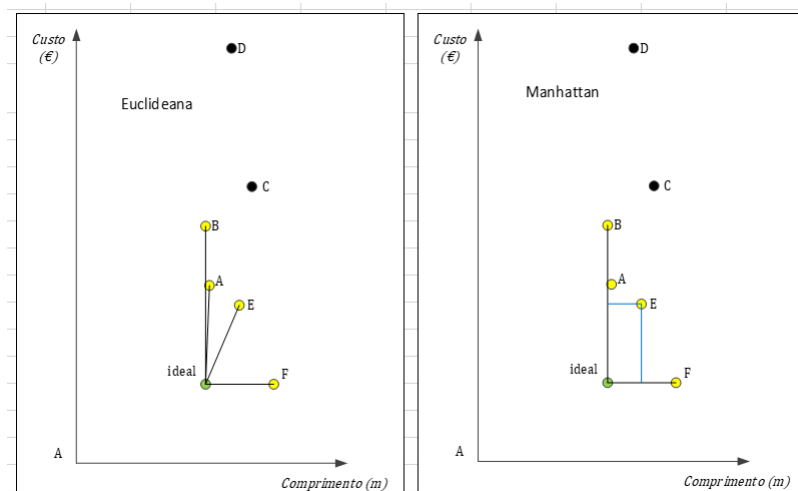 Custo
(€)
D
Euclideana
C
B
A
E
ideal
F
A
Comprimento (m)
Custo
(€)
D
Manhattan
C
B
A
E
ideal
F
A
Comprimento (m)